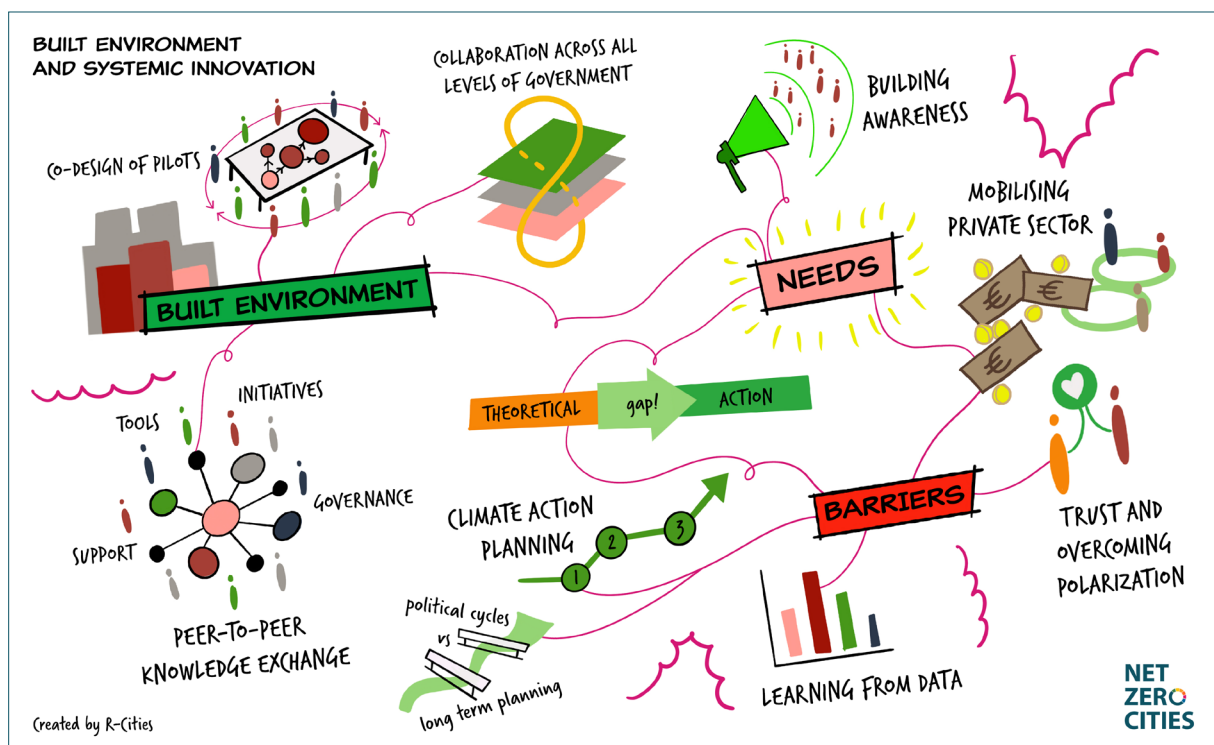 BUILT ENVIRONMENT
AND SYSTEMIC INNOVATION
CO-DESIGN OF PILOTS
COLLABORATION ACROSS ALL
LEVELS OF GOVERNMENT
BUILDING
AWARENESS
MOBILISING
PRIVATE SECTOR
BUILT ENVIRONMENT
NEEDS
€
€
€
THEORETICAL
gap!
ACTION
INITIATIVES
TOOLS
GOVERNANCE
SUPPORT
PEER-TO-PEER
KNOWLEDGE EXCHANGE
CLIMATE ACTION
PLANNING
1
2
3
BARRIERS
TRUST AND
OVERCOMING
POLARIZATION
political cycles
vs
long term planning
LEARNING FROM DATA
Created by R-Cities
NET
ZERO
CITIES